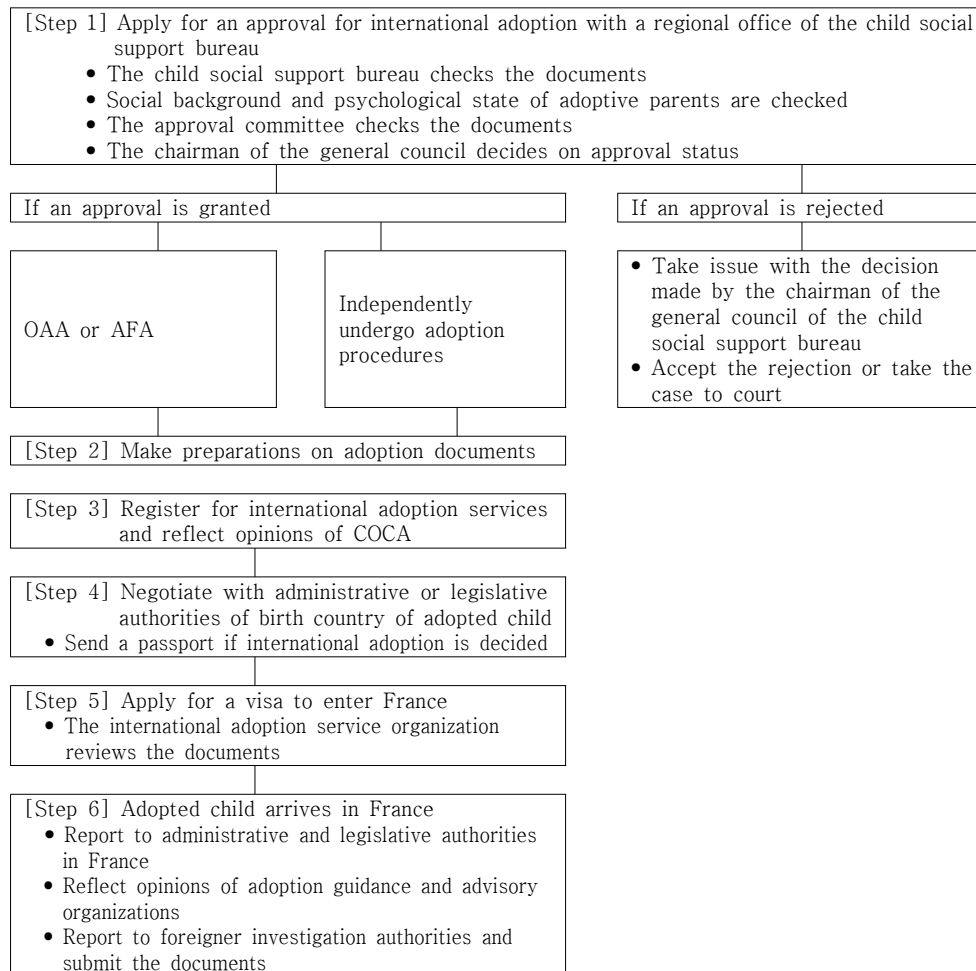 [Step 1] Apply for an approval for international adoption with a regional office of the child social
support bureau
• The child social support bureau checks the documents
• Social background and psychological state of adoptive parents are checked
• The approval committee checks the documents
• The chairman of the general council decides on approval status
If an approval is granted
If an approval is rejected
OAA or AFA
Independently
undergo adoption
procedures
• Take issue with the decision
made by the chairman of the
general council of the child
social support bureau
• Accept the rejection or take the
case to court
[Step 2] Make preparations on adoption documents
[Step 3] Register for international adoption services
and reflect opinions of COCA
[Step 4] Negotiate with administrative or legislative
authorities of birth country of adopted child
• Send a passport if international adoption is decided
[Step 5] Apply for a visa to enter France
• The international adoption service organization
reviews the documents
[Step 6] Adopted child arrives in France
• Report to administrative and legislative authorities
in France
• Reflect opinions of adoption guidance and advisory
organizations
• Report to foreigner investigation authorities and
submit the documents